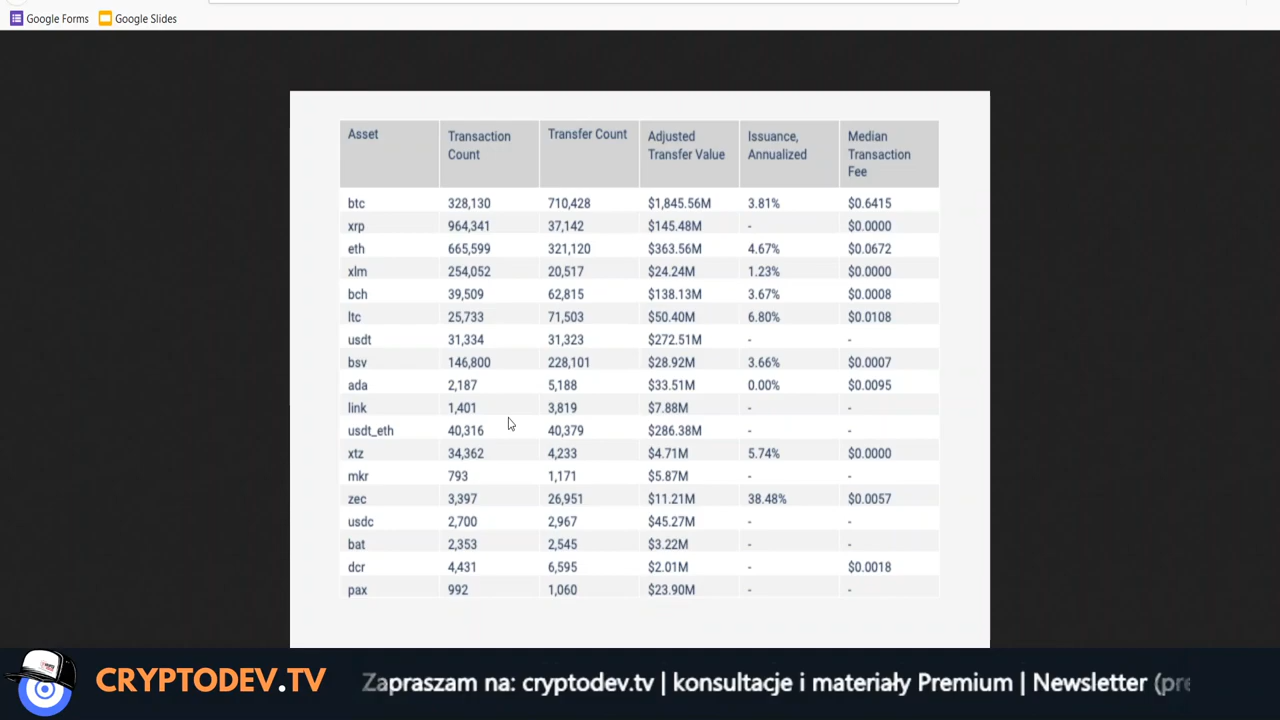 Google Forms Google Slides
Asset Transaction Count Transfer Count Adjusted Transfer Value Issuance, Annualized Median Transaction Fee
btc 328,130 710,428 $1,845.56M 3.81% $0.6415
xrp 964,341 37,142 $145.48M - $0.0000
eth 665,599 321,120 $363.56M 4.67% $0.0672
xlm 254,052 20,517 $24.24M 1.23% $0.0000
bch 39,509 62,815 $138.13M 3.67% $0.0008
ltc 25,733 71,503 $50.40M 6.80% $0.0108
usdt 31,334 31,323 $272.51M - -
bsv 146,800 228,101 $28.92M 3.66% $0.0007
ada 2,187 5,188 $33.51M 0.00% $0.0095
link 1,401 3,819 $7.88M - -
usdt_eth 40,316 40,379 $286.38M - -
xtz 34,362 4,233 $4.71M 5.74% $0.0000
mkr 793 1,171 $5.87M - -
zec 3,397 26,951 $11.21M 38.48% $0.0057
usdc 2,700 2,967 $45.27M - -
bat 2,353 2,545 $3.22M - -
dcr 4,431 6,595 $2.01M - $0.0018
pax 992 1,060 $23.90M - -
CRYPTODEV.TV Zapraszam na: cryptodev.tv | konsultacje i materiały Premium | Newsletter (pre